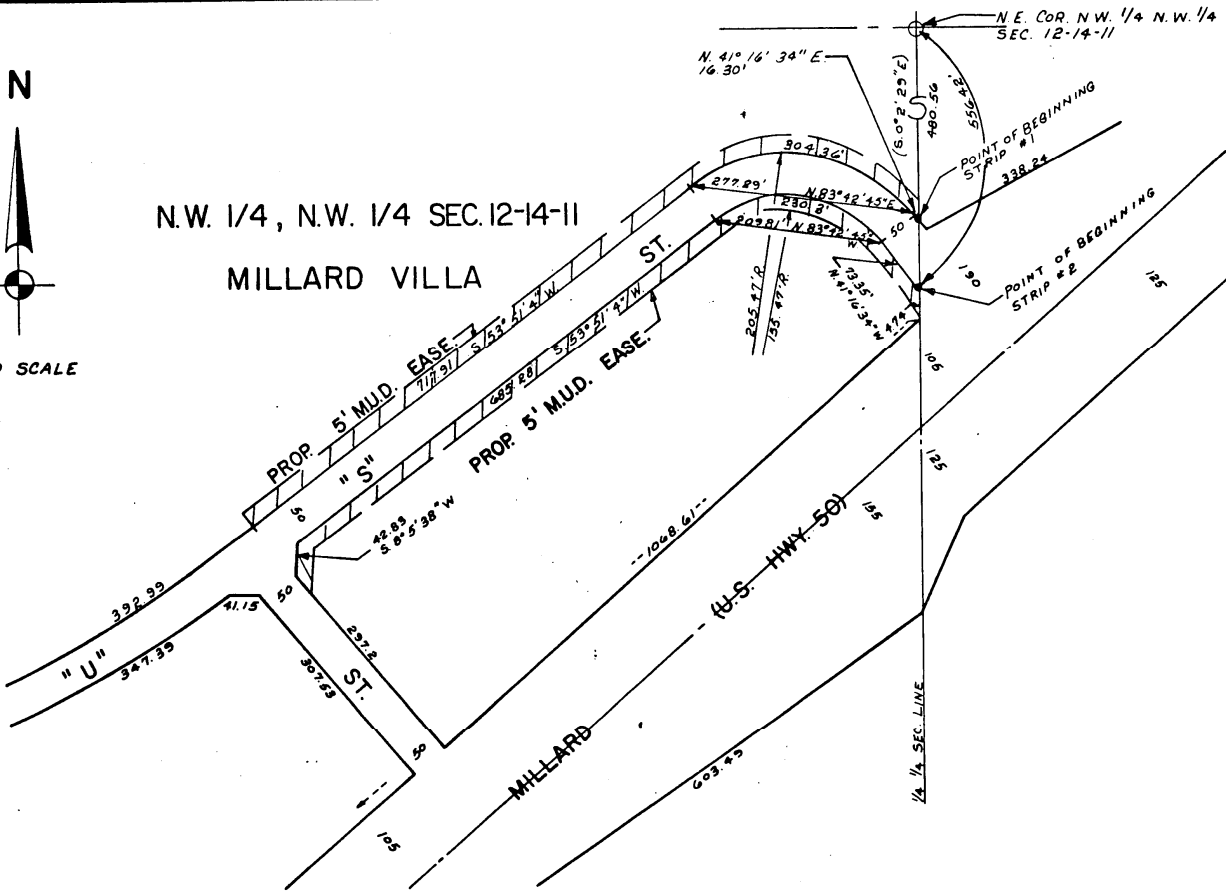 N.E. COR. N.W. 1/4 N.W. 1/4
SEC. 12-14-11
N. 41° 16' 34" E.
16.30'
N
(S.0° 2' 29"E)
S
480.56
556.42'
POINT OF BEGINNING
STRIP #1
338.24
304.36'
277.89'
N.83°42'45"E
230.8'
209.81'
N.83°42'45"
W
50
N.W. 1/4, N.W. 1/4 SEC. 12-14-11
MILLARD VILLA
ST.
205.47'R.
155.47'R.
73.35'
N.41°16'34"W
4.74'
190
POINT OF BEGINNING
STRIP #2
125
105
SCALE
PROP. 5' M.U.D. EASE.
717.91
S 53° 51' 4" W
685.28
S 53° 51' 4" W
PROP. 5' M.U.D. EASE.
"S"
50
42.83
S. 8° 5' 38" W
1068.61
125
155
(U.S. HWY. 50)
MILLARD
392.99
"U"
347.39
41.15
50
297.2
307.63
ST.
50
105
603.49
1/4 1/4 SEC. LINE